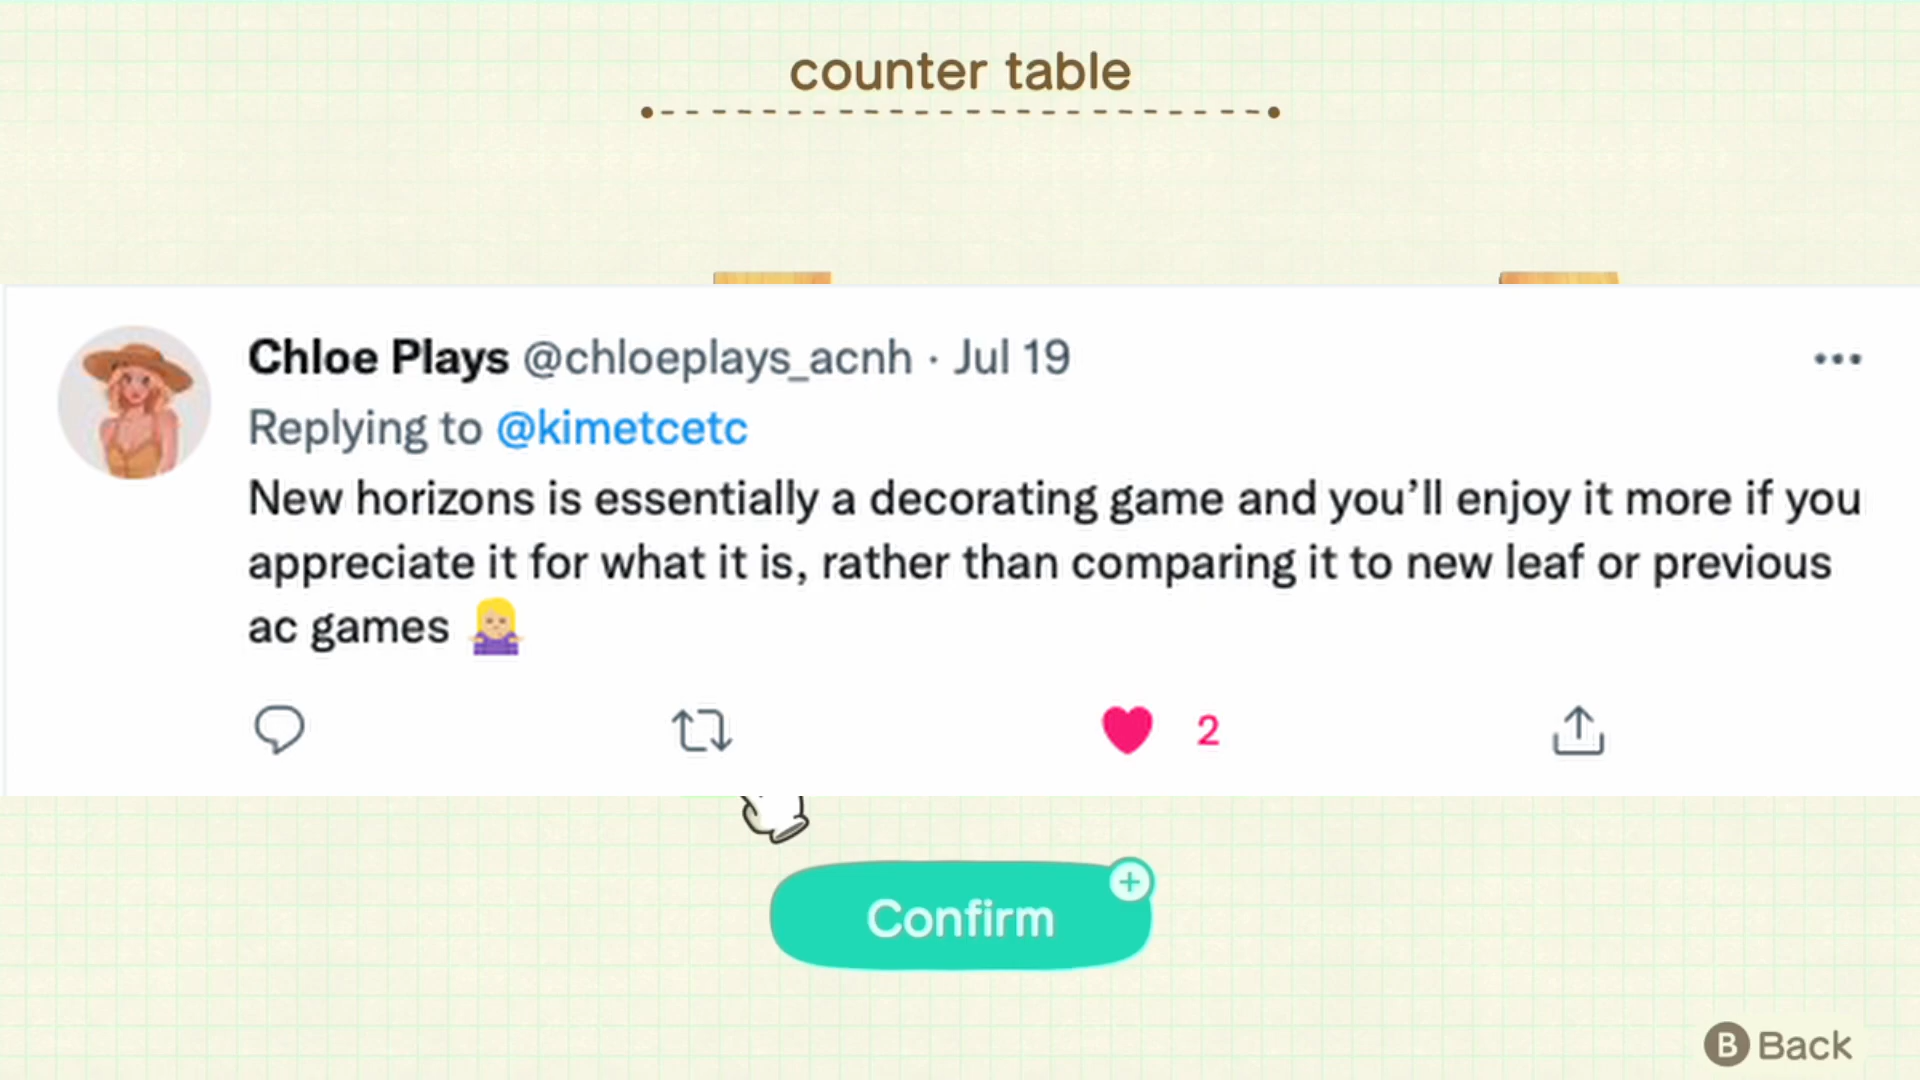 counter table
Chloe Plays @chloeplays_acnh · Jul 19
Replying to @kimetcetc
New horizons is essentially a decorating game and you’ll enjoy it more if you
appreciate it for what it is, rather than comparing it to new leaf or previous
ac games 🤷🏼‍♀️
2
Confirm
B Back